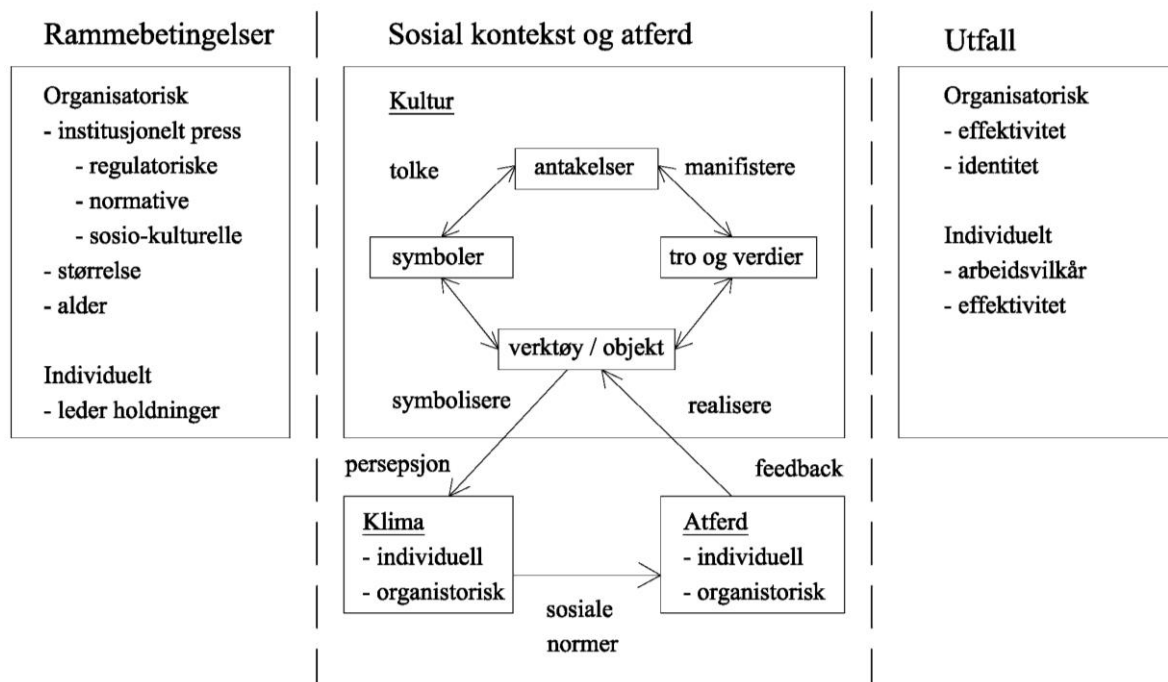 Rammebetingelser
Organisatorisk
- institusjonelt press
- regulatoriske
- normative
- sosio-kulturelle
- størrelse
- alder
Individuelt
- leder holdninger
Sosial kontekst og atferd
Kultur
tolke
antakelser
manifistere
symboler
tro og verdier
verktøy / objekt
symbolisere
realisere
persepsjon
feedback
Klima
- individuell
- organistorisk
sosiale
normer
Atferd
- individuell
- organistorisk
Utfall
Organisatorisk
- effektivitet
- identitet
Individuelt
- arbeidsvilkår
- effektivitet